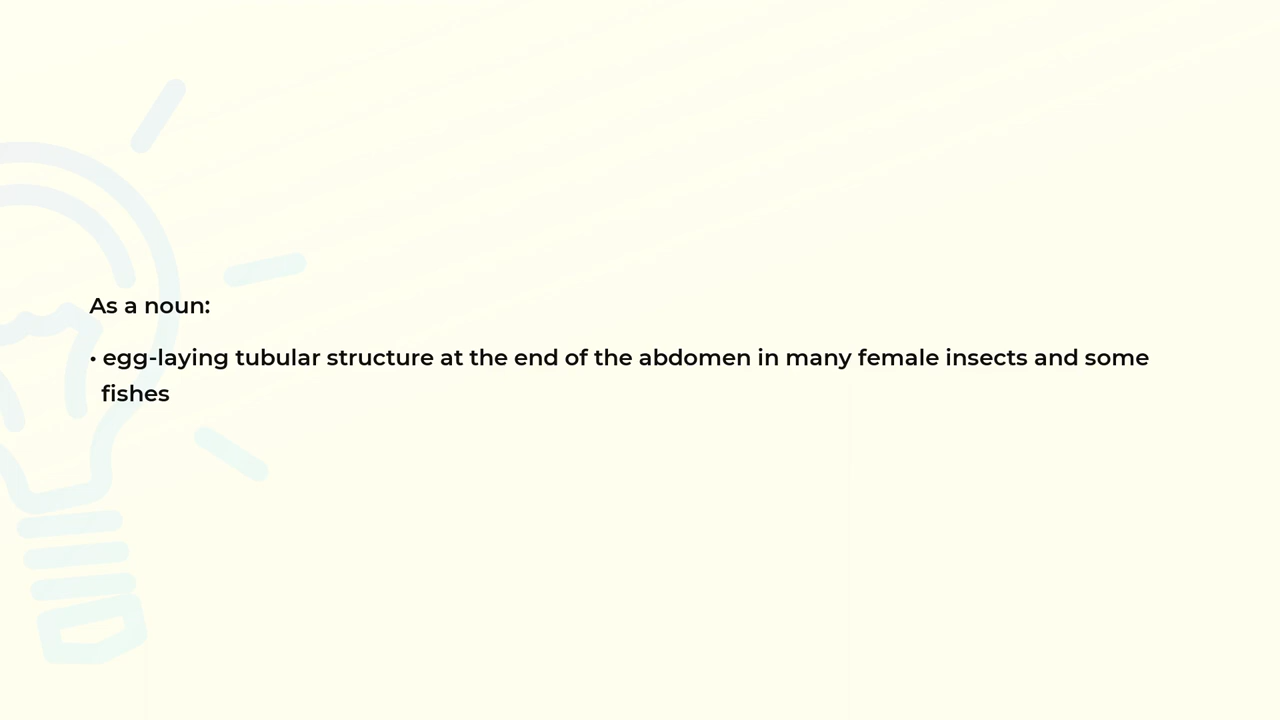 As a noun:
• egg-laying tubular structure at the end of the abdomen in many female insects and some
fishes